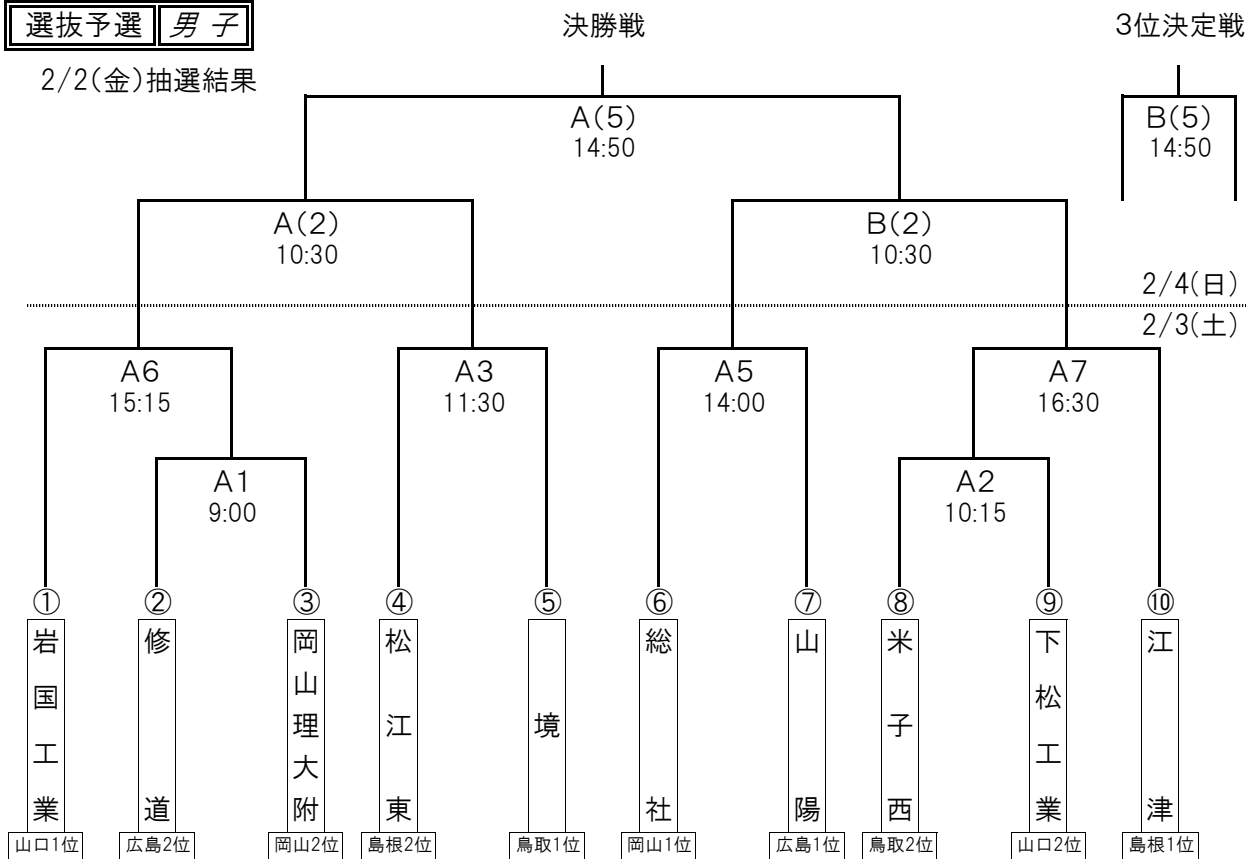 選抜予選 男子 決勝戦 3位決定戦
2/2(金)抽選結果
A(5) B(5)
14:50 14:50
A(2) B(2)
10:30 10:30
2/4(日)
2/3(土)
A6 A3 A5 A7
15:15 11:30 14:00 16:30
A1 A2
9:00 10:15
① ② ③ ④ ⑤ ⑥ ⑦ ⑧ ⑨ ⑩
岩国工業
修道
岡山理大附
松江東
境
総社
山陽
米子西
下松工業
江津
山口1位 広島2位 岡山2位 島根2位 鳥取1位 岡山1位 広島1位 鳥取2位 山口2位 島根1位